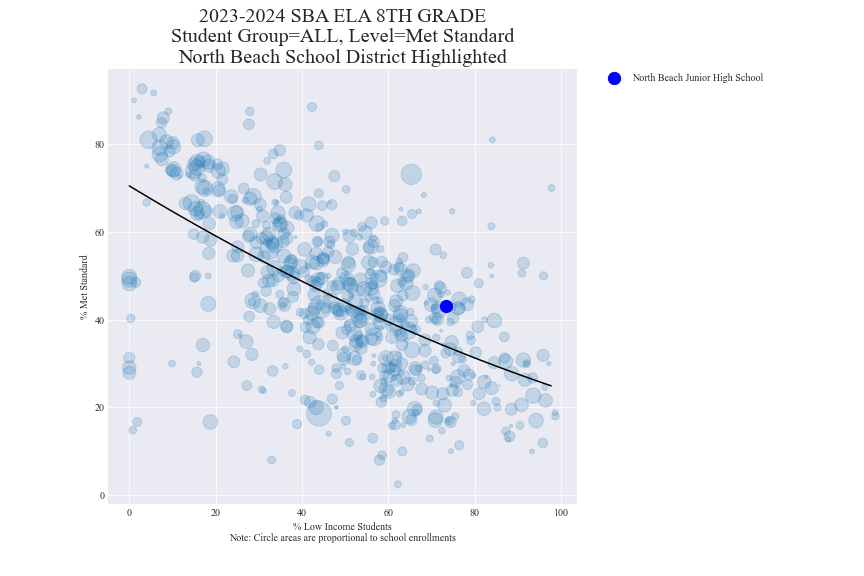 2023-2024 SBA ELA 8TH GRADE
Student Group=ALL, Level=Met Standard
North Beach School District Highlighted
North Beach Junior High School
% Met Standard
80
60
40
20
0
0 20 40 60 80 100
% Low Income Students
Note: Circle areas are proportional to school enrollments